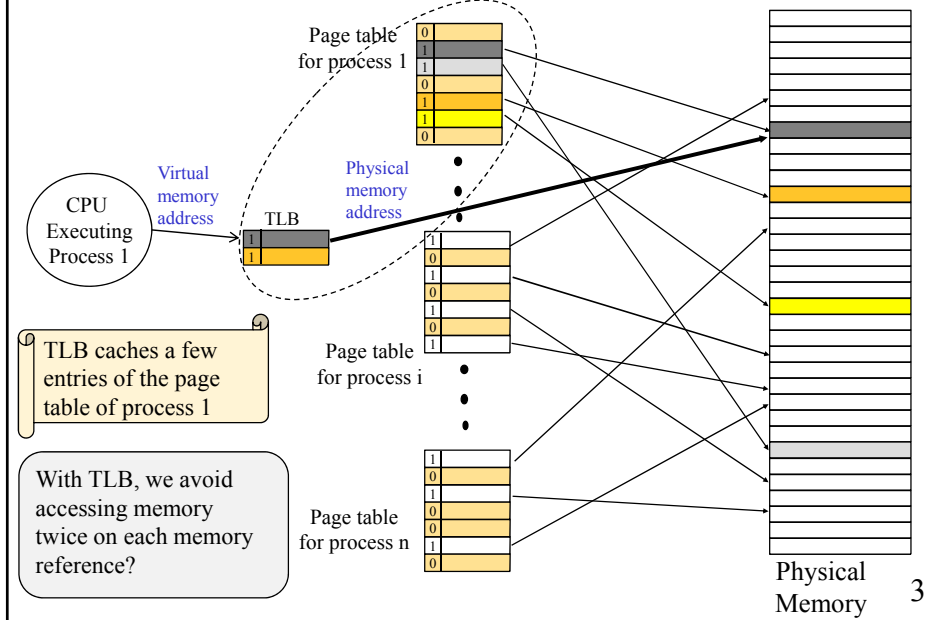 Page table
for process 1
0
1
1
0
1
1
0
Virtual
memory
address
Physical
memory
address
CPU
Executing
Process 1
TLB
1
1
1
0
1
0
1
0
1
Page table
for process i
TLB caches a few
entries of the page
table of process 1
With TLB, we avoid
accessing memory
twice on each memory
reference?
1
0
1
0
0
1
0
Page table
for process n
Physical
Memory
3